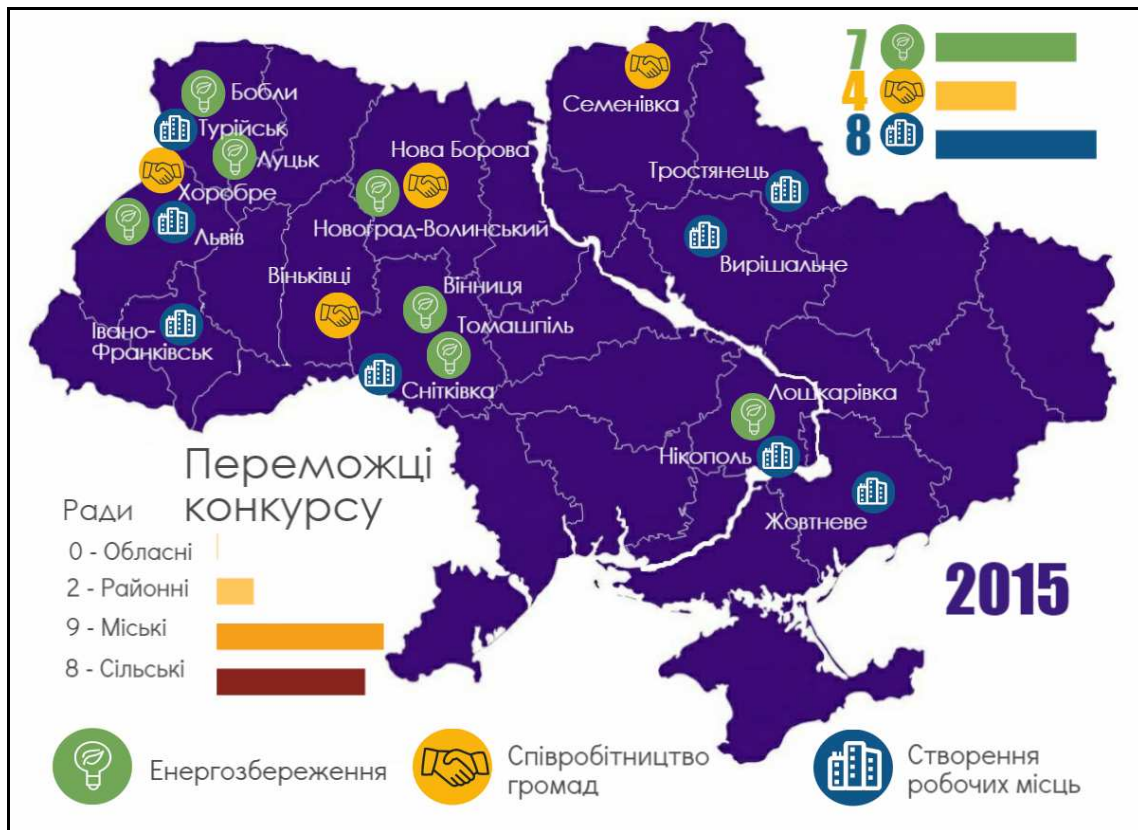 7
4
8
Семенівка
Бобли
Турійськ
Луцьк
Нова Борова
Тростянець
Хоробре
Львів
Новоград-Волинський
Вирішальне
Віньківці
Вінниця
Томашпіль
Івано-
Франківськ
Снітківка
Лошкарівка
Нікополь
Жовтневе
Переможці
конкурсу
Ради
0 - Обласні
2 - Районні
9 - Міські
8 - Сільські
2015
Енергозбереження
Співробітництво
громад
Створення
робочих місць